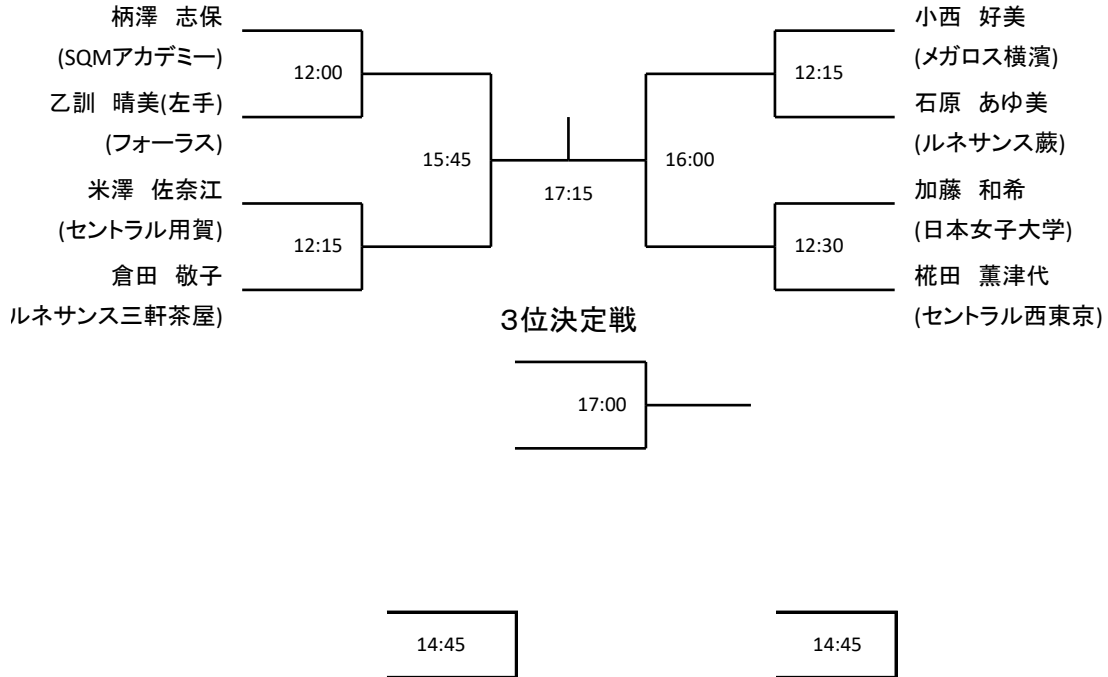 柄澤　志保
(SQMアカデミー)
12:00
乙訓　晴美(左手)
(フォーラス)
15:45
米澤　佐奈江
(セントラル用賀)
12:15
倉田　敬子
ルネサンス三軒茶屋)
17:15
小西　好美
(メガロス横濱)
12:15
石原　あゆ美
(ルネサンス蕨)
16:00
加藤　和希
(日本女子大学)
12:30
椛田　薫津代
(セントラル西東京)
３位決定戦
17:00
14:45
14:45